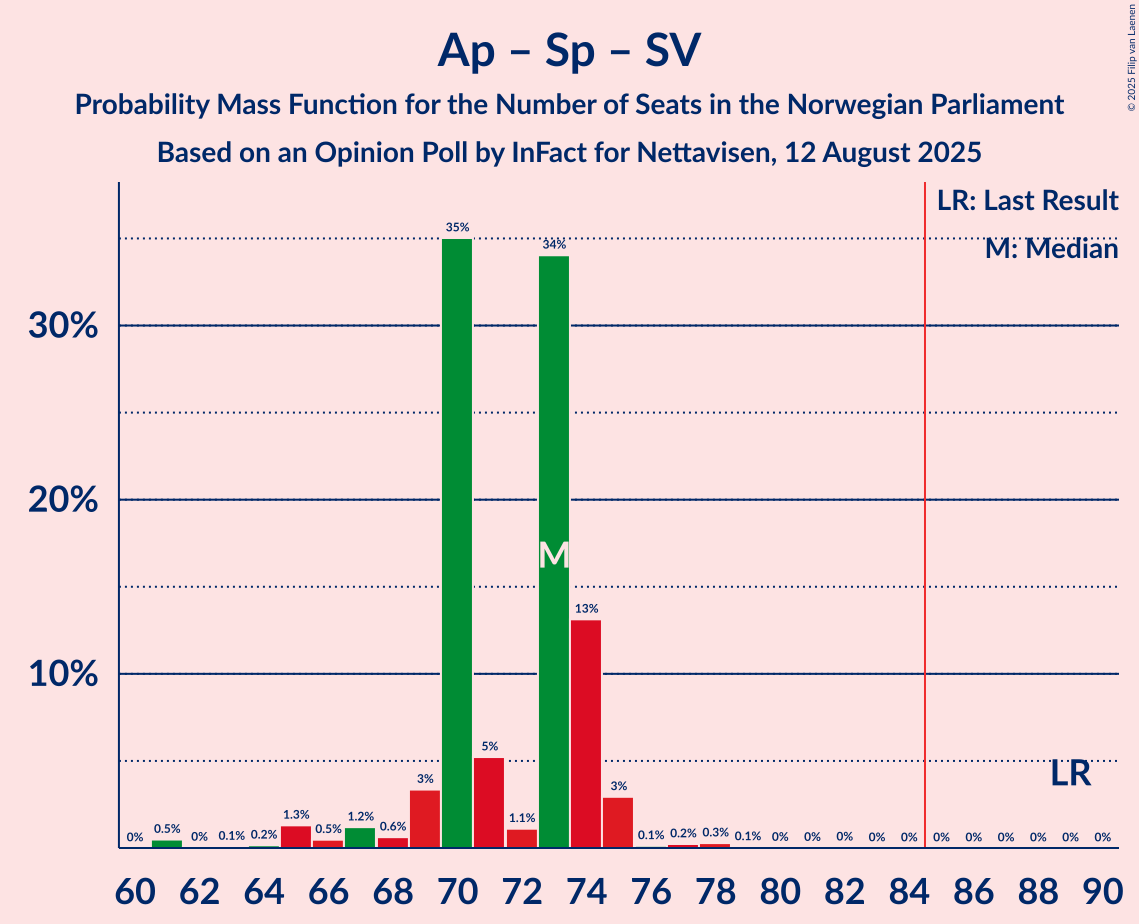 Ap – Sp – SV
Probability Mass Function for the Number of Seats in the Norwegian Parliament
Based on an Opinion Poll by InFact for Nettavisen, 12 August 2025
© 2025 Filip van Laenen
LR: Last Result
M: Median
30%
20%
10%
0% 0.5% 0% 0.1% 0.2% 1.3% 0.5% 1.2% 0.6% 3% 35% 5% 1.1% 34% 13% 3% 0.1% 0.2% 0.3% 0.1% 0% 0% 0% 0% 0% 0% 0% 0% 0% 0% 0%
M
LR
60 62 64 66 68 70 72 74 76 78 80 82 84 86 88 90